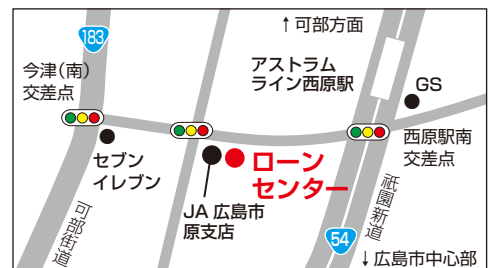 183
↑可部方面
今津(南)
交差点
アストラム
ライン西原駅
GS
セブン
イレブン
ローン
センター
西原駅南
交差点
JA 広島市
原支店
可部街道
祇園新道
54
↓広島市中心部